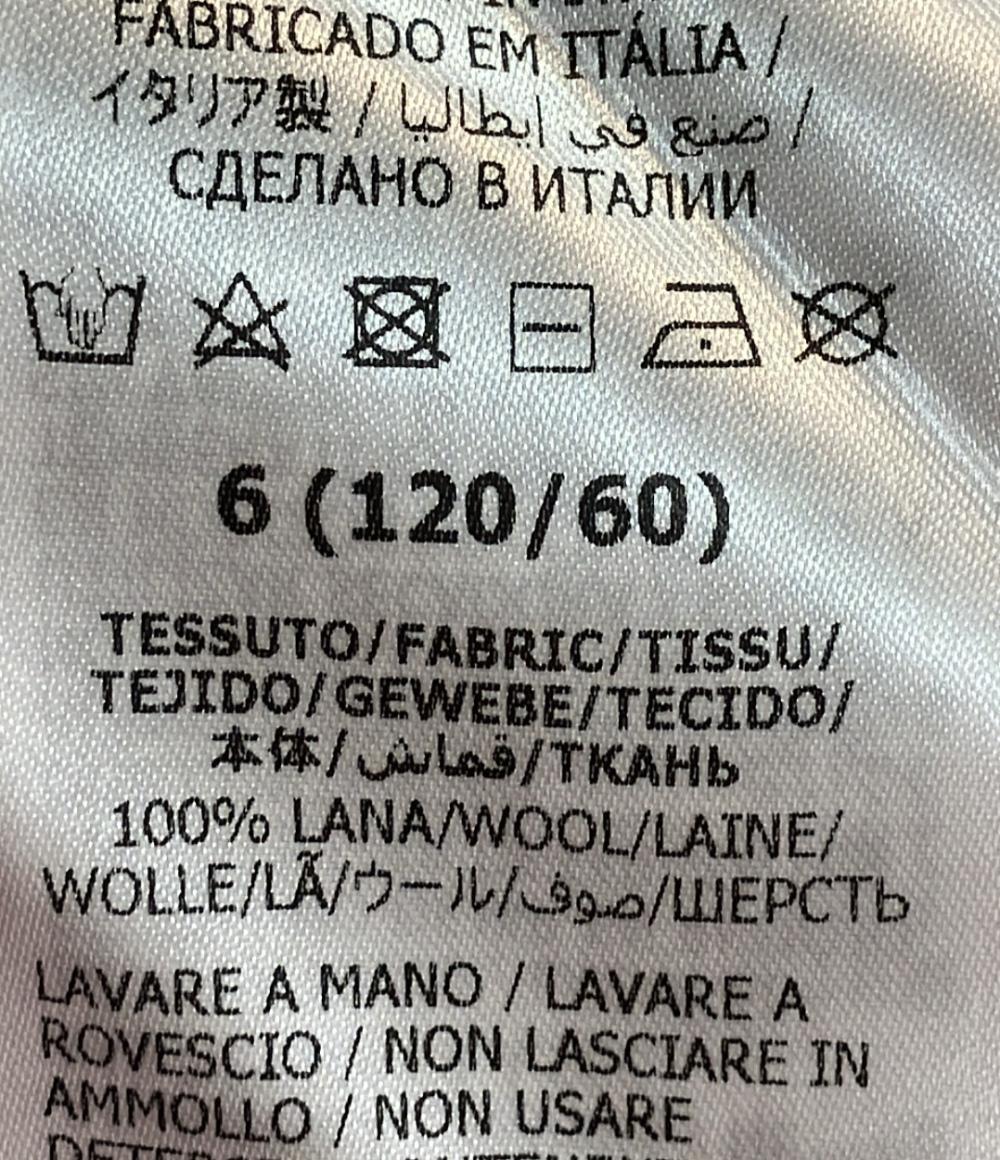 FABRICADO EM ITÁLIA /
イタリア製 / صنع في ايطاليا /
СДЕЛАНО В ИТАЛИИ
6 (120/60)
TESSUTO/FABRIC/TISSU/
TEJIDO/GEWEBE/TECIDO/
本体/قماش/ТКАНЬ
100% LANA/WOOL/LAINE/
WOLLE/LÃ/ウール/صوف/ШЕРСТЬ
LAVARE A MANO / LAVARE A
ROVESCIO / NON LASCIARE IN
AMMOLLO / NON USARE